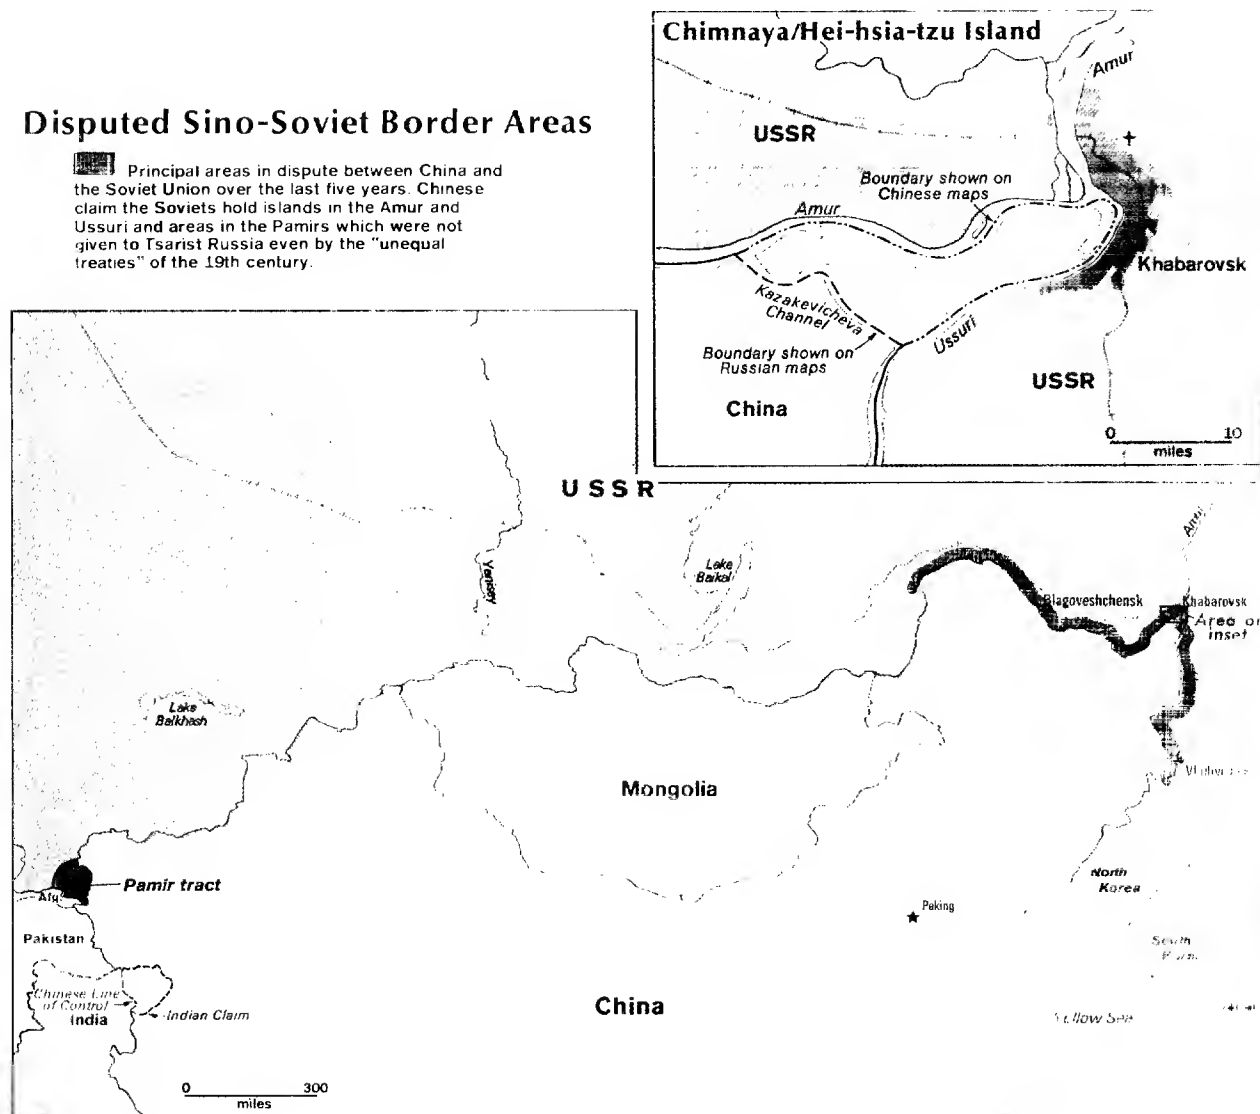 Disputed Sino-Soviet Border Areas
Principal areas in dispute between China and
the Soviet Union over the last five years. Chinese
claim the Soviets hold islands in the Amur and
Ussuri and areas in the Pamirs which were not
given to Tsarist Russia even by the "unequal
treaties" of the 19th century.
Chimnaya/Hei-hsia-tzu Island
Amur
USSR
Boundary shown on
Chinese maps
Amur
Khabarovsk
Kazakevicheva
Channel
Ussuri
Boundary shown on
Russian maps
USSR
China
0 10
miles
USSR
Yenisey
Lake
Baikal
Amur
Blagoveshchensk
Khabarovsk
Area of
inset
Lake
Balkhash
Mongolia
Pamir tract
Afg.
North
Korea
Peking
Pakistan
South
Chinese Line
of Control
India
Indian Claim
China
Yellow Sea
0 300
miles